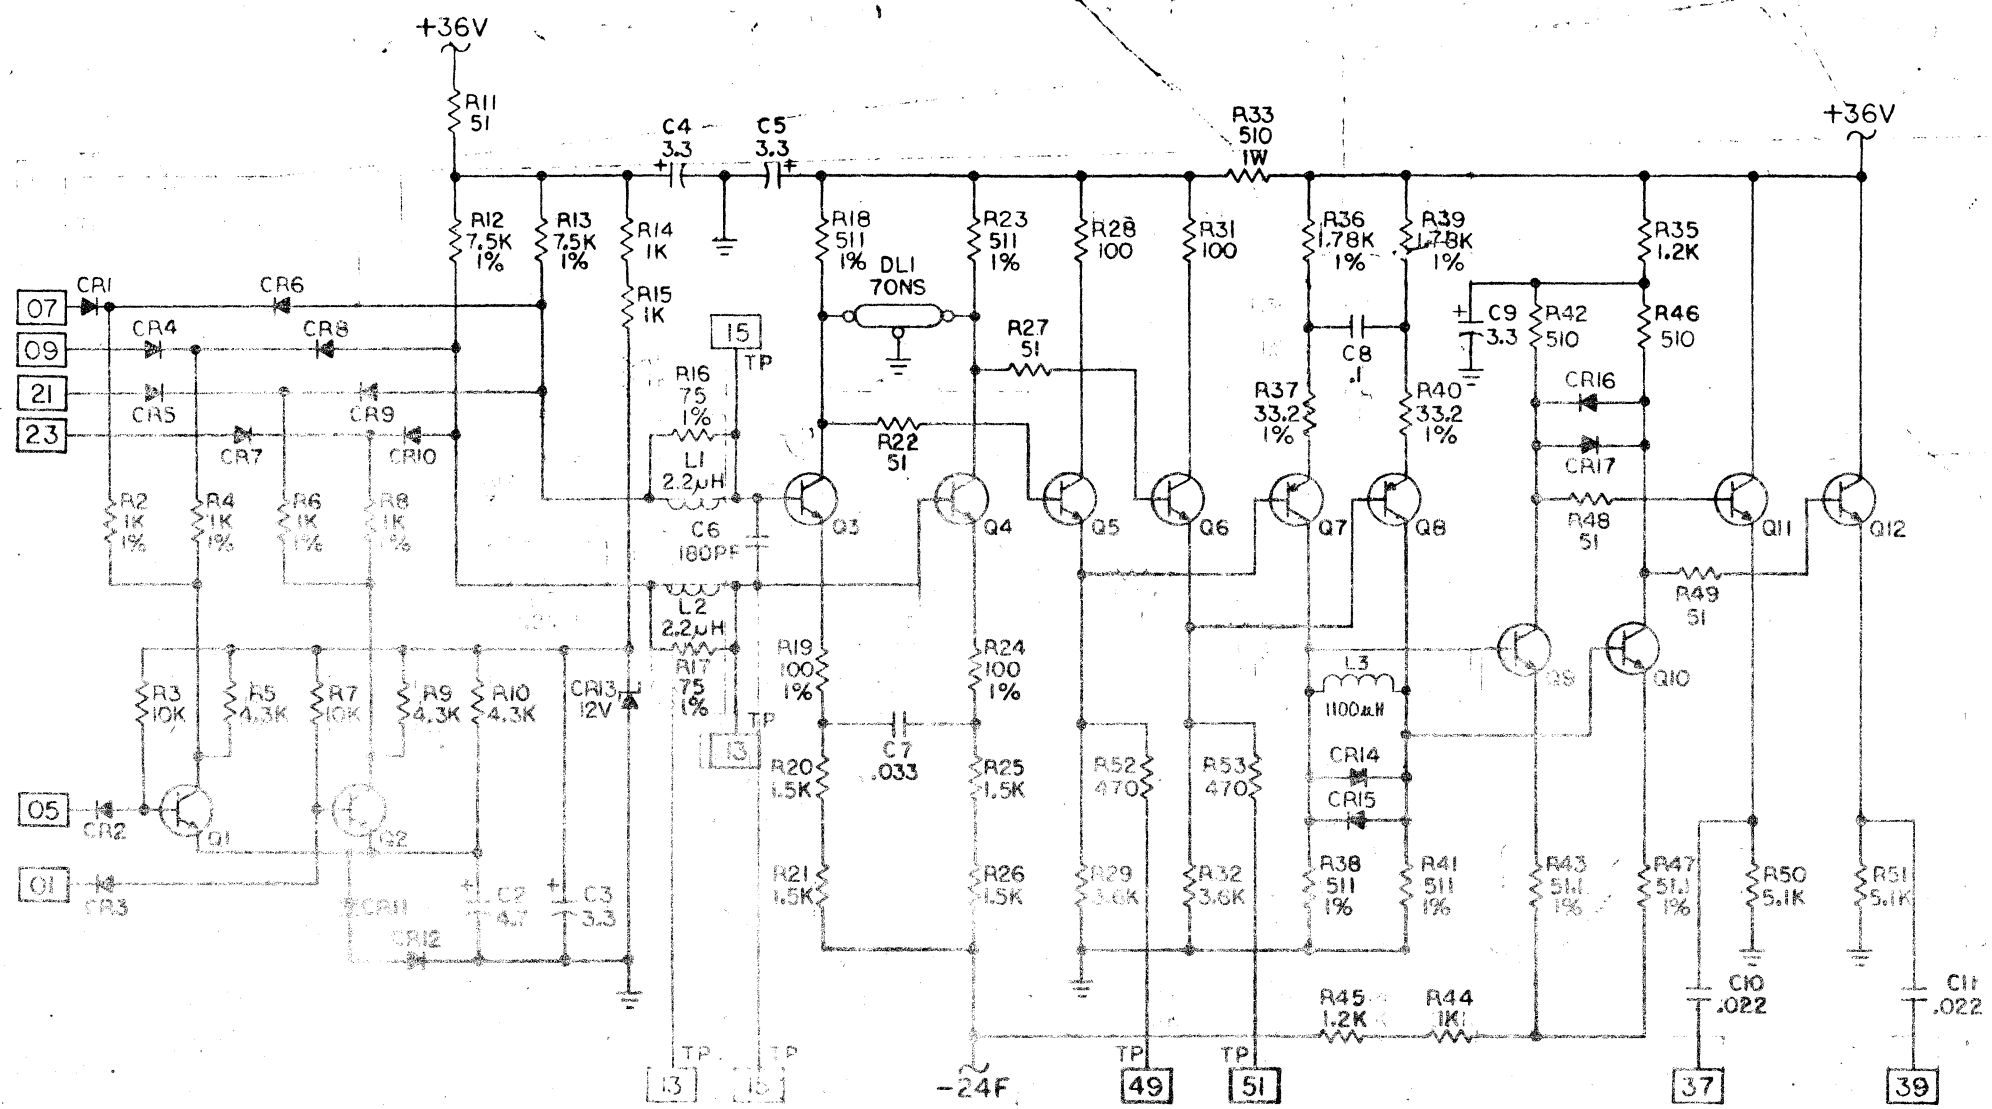 +36V
R11
51
+36V
C4
3.3
+
C5
3.3
+
R33
510
1W
R12
7.5K
1%
R13
7.5K
1%
R14
1K
R15
1K
R18
511
1%
R23
511
1%
R28
100
R31
100
R36
1.78K
1%
R39
1.78K
1%
R35
1.2K
DL1
70NS
07
CR1
CR6
09
CR4
CR8
21
CR5
CR9
23
CR7
CR10
15
TP
R16
75
1%
L1
2.2μH
C6
180PF
R27
51
R22
51
C8
.1
+
C9
3.3
R42
510
R46
510
R37
33.2
1%
R40
33.2
1%
CR16
CR17
R48
51
R49
51
R2
1K
1%
R4
1K
1%
R6
1K
1%
R8
1K
1%
Q3
Q4
Q5
Q6
Q7
Q8
Q11
Q12
L2
2.2μH
R17
75
1%
TP
13
R19
100
1%
R24
100
1%
Q9
Q10
L3
1100μH
R3
10K
R5
4.3K
R7
10K
R9
4.3K
R10
4.3K
CR13
12V
C7
.033
R20
1.5K
R25
1.5K
R52
470
R53
470
CR14
CR15
05
CR2
Q1
Q2
01
CR3
CR11
CR12
+
C2
4.7
+
C3
3.3
R21
1.5K
R26
1.5K
R29
3.6K
R32
3.6K
R38
511
1%
R41
511
1%
R43
51.1
1%
R47
51.1
1%
R50
5.1K
R51
5.1K
C10
.022
C11
.022
R45
1.2K
R44
1K
TP
13
TP
15
-24F
TP
49
TP
51
37
39